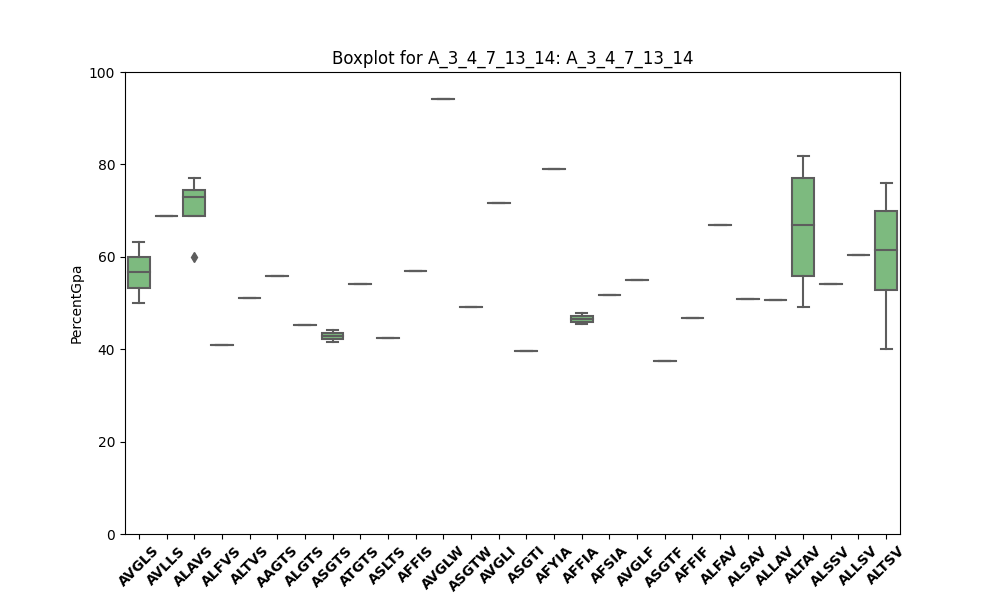 Boxplot for A_3_4_7_13_14: A_3_4_7_13_14
PercentGpa
100
80
60
40
20
0
AVGLS
AVLLS
ALAVS
ALFVS
ALTVS
AAGTS
ALGTS
ASGTS
ATGTS
ASLTS
AFFIS
AVGLW
ASGTW
AVGLI
ASGTI
AFYIA
AFFIA
AFSIA
AVGLF
ASGTF
AFFIF
ALFAV
ALSAV
ALLAV
ALTAV
ALSSV
ALLSV
ALTSV